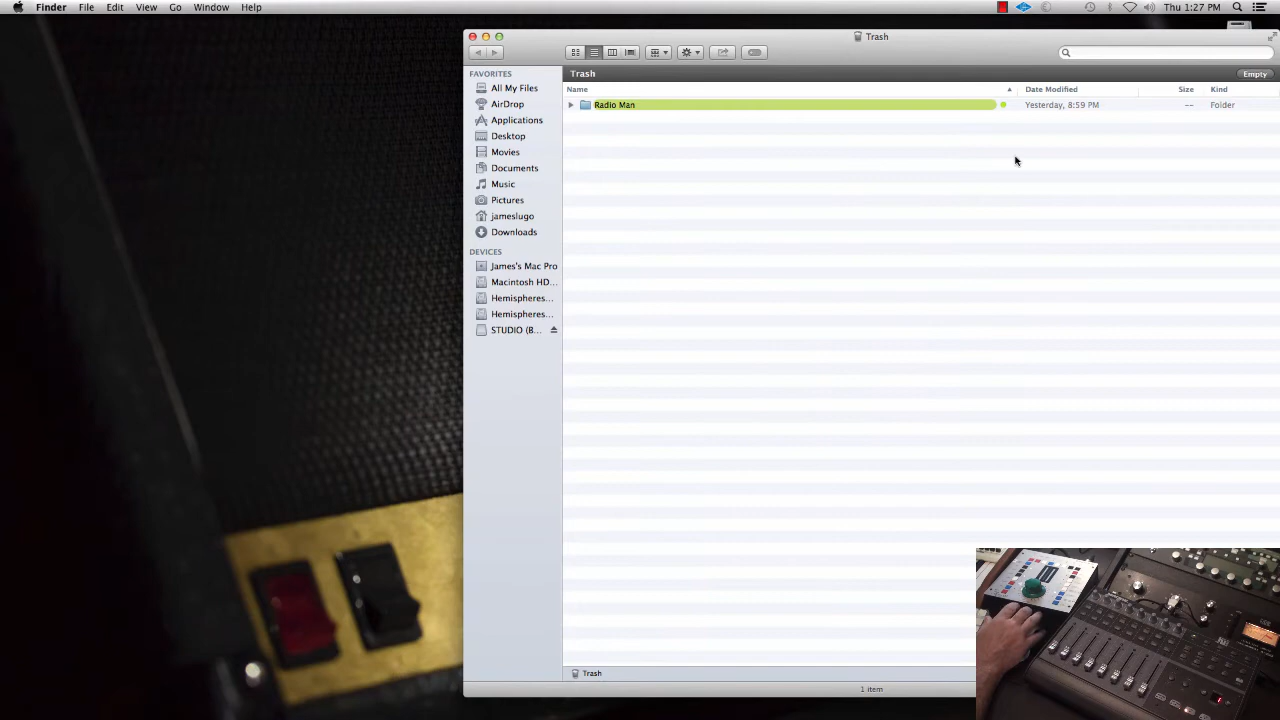 Finder File Edit View Go Window Help Thu 1:27 PM
Trash
FAVORITES
All My Files
AirDrop
Applications
Desktop
Movies
Documents
Music
Pictures
jameslugo
Downloads
DEVICES
James's Mac Pro
Macintosh HD...
Hemispheres...
Hemispheres...
STUDIO (B...
Trash Empty
Name Date Modified Size Kind
Radio Man Yesterday, 8:59 PM -- Folder
Trash
1 item